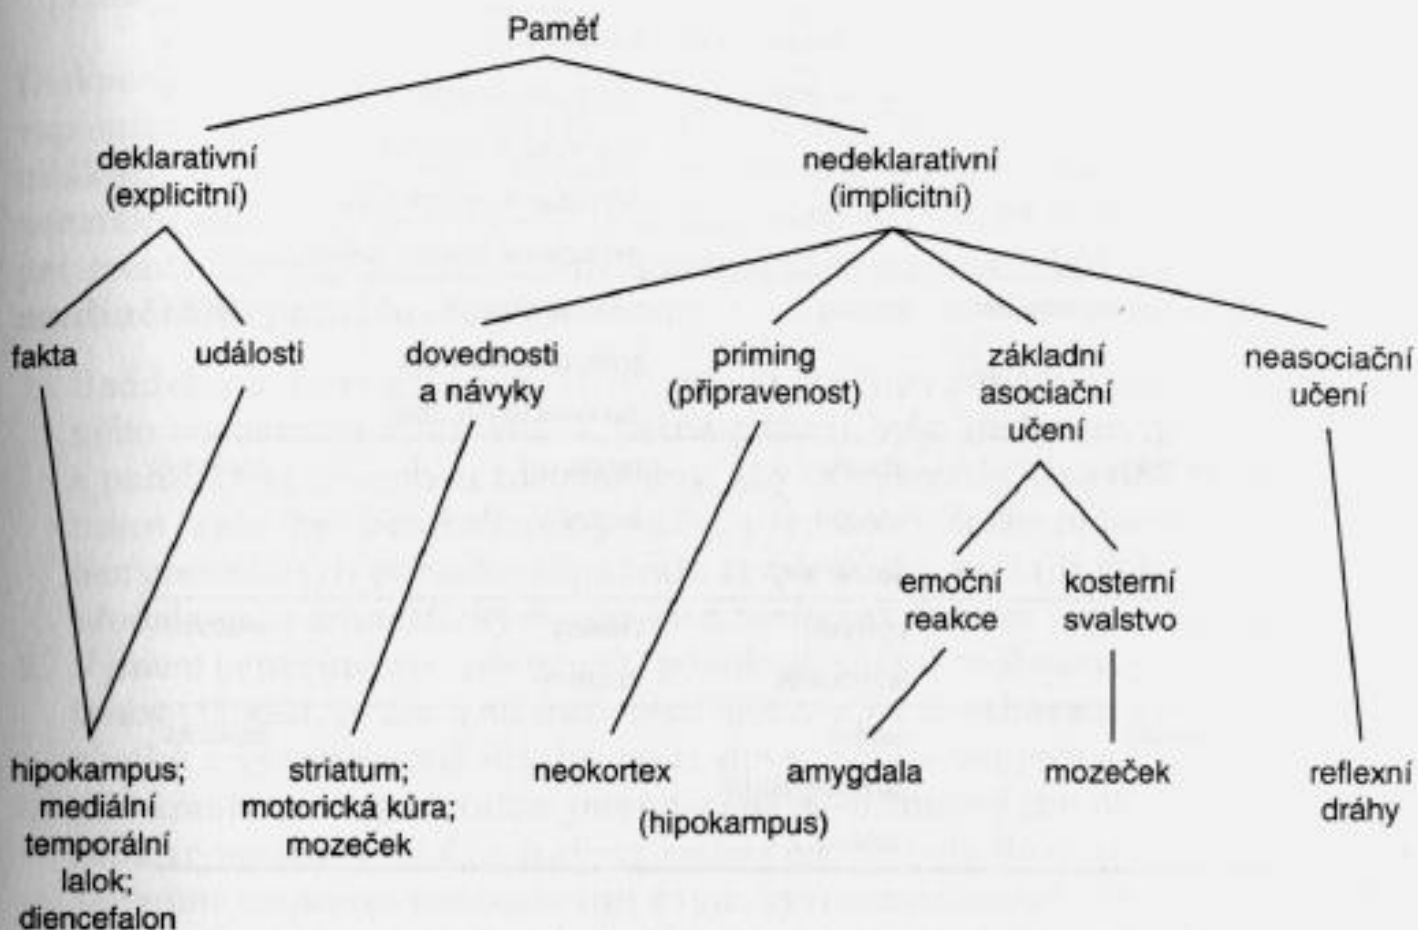 Paměť
deklarativní
(explicitní)
nedeklarativní
(implicitní)
fakta
události
dovednosti
a návyky
priming
(připravenost)
základní
asociační
učení
neasociační
učení
emoční
reakce
kosterní
svalstvo
hipokampus;
mediální
temporální
lalok;
diencefalon
striatum;
motorická kůra;
mozeček
neokortex
amygdala
(hipokampus)
mozeček
reflexní
dráhy